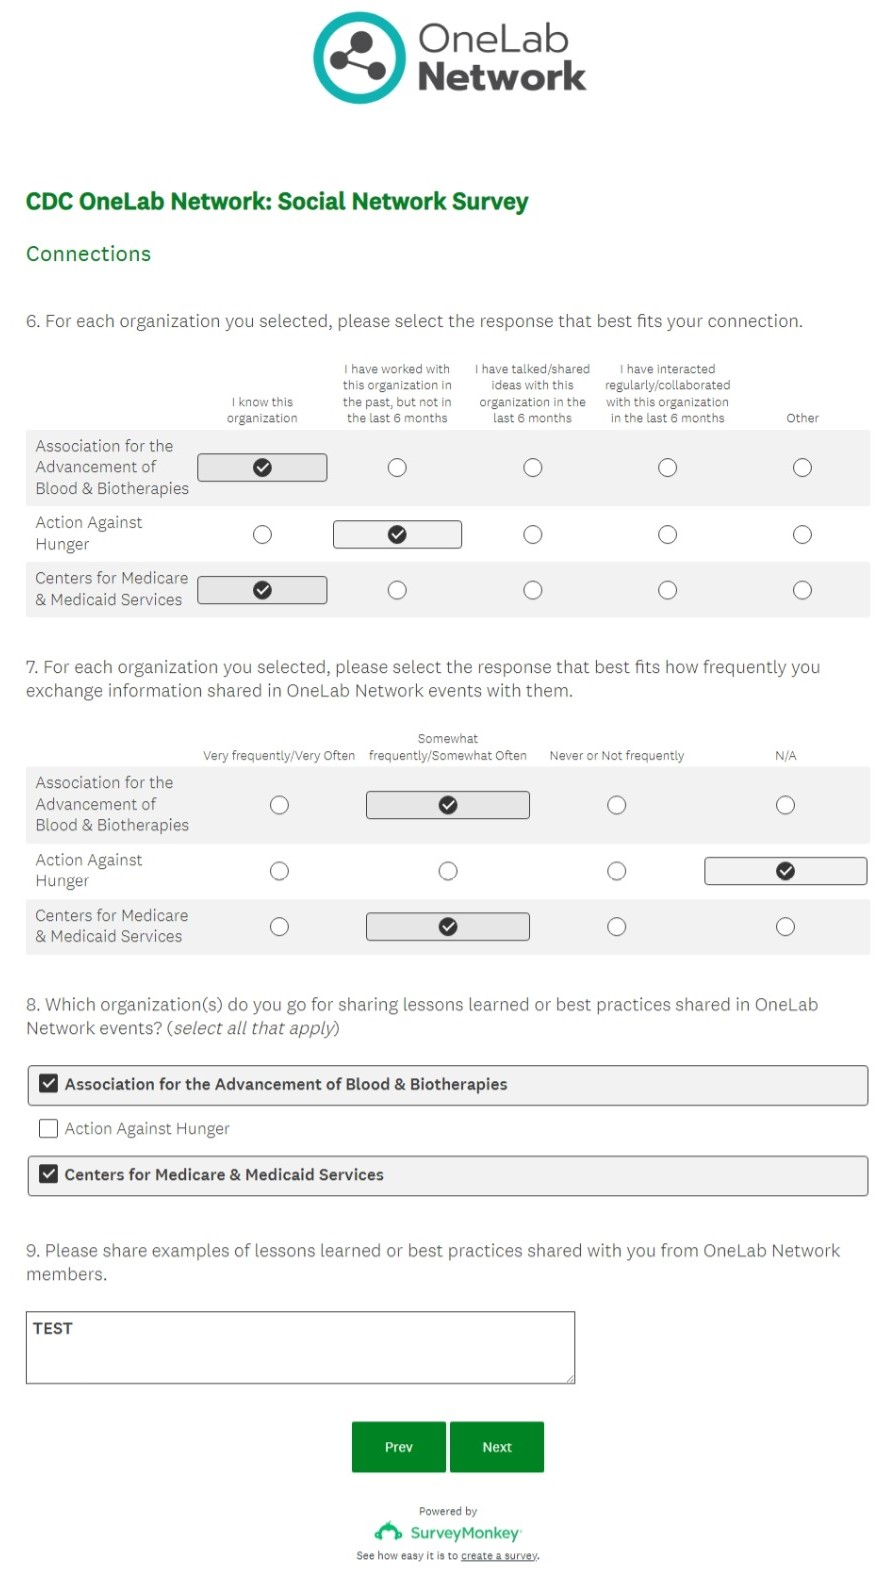 OneLab
Network
CDC OneLab Network: Social Network Survey
Connections
6. For each organization you selected, please select the response that best fits your connection.
I know this
organization
I have worked with
this organization in
the past, but not in
the last 6 months
I have talked/shared
ideas with this
organization in the
last 6 months
I have interacted
regularly/collaborated
with this organization
in the last 6 months
Other
Association for the
Advancement of
Blood & Biotherapies
Action Against
Hunger
Centers for Medicare
& Medicaid Services
7. For each organization you selected, please select the response that best fits how frequently you
exchange information shared in OneLab Network events with them.
Very frequently/Very Often
Somewhat
frequently/Somewhat Often
Never or Not frequently
N/A
Association for the
Advancement of
Blood & Biotherapies
Action Against
Hunger
Centers for Medicare
& Medicaid Services
8. Which organization(s) do you go for sharing lessons learned or best practices shared in OneLab
Network events? (select all that apply)
Association for the Advancement of Blood & Biotherapies
Action Against Hunger
Centers for Medicare & Medicaid Services
9. Please share examples of lessons learned or best practices shared with you from OneLab Network
members.
TEST
Prev
Next
Powered by
SurveyMonkey
See how easy it is to create a survey.